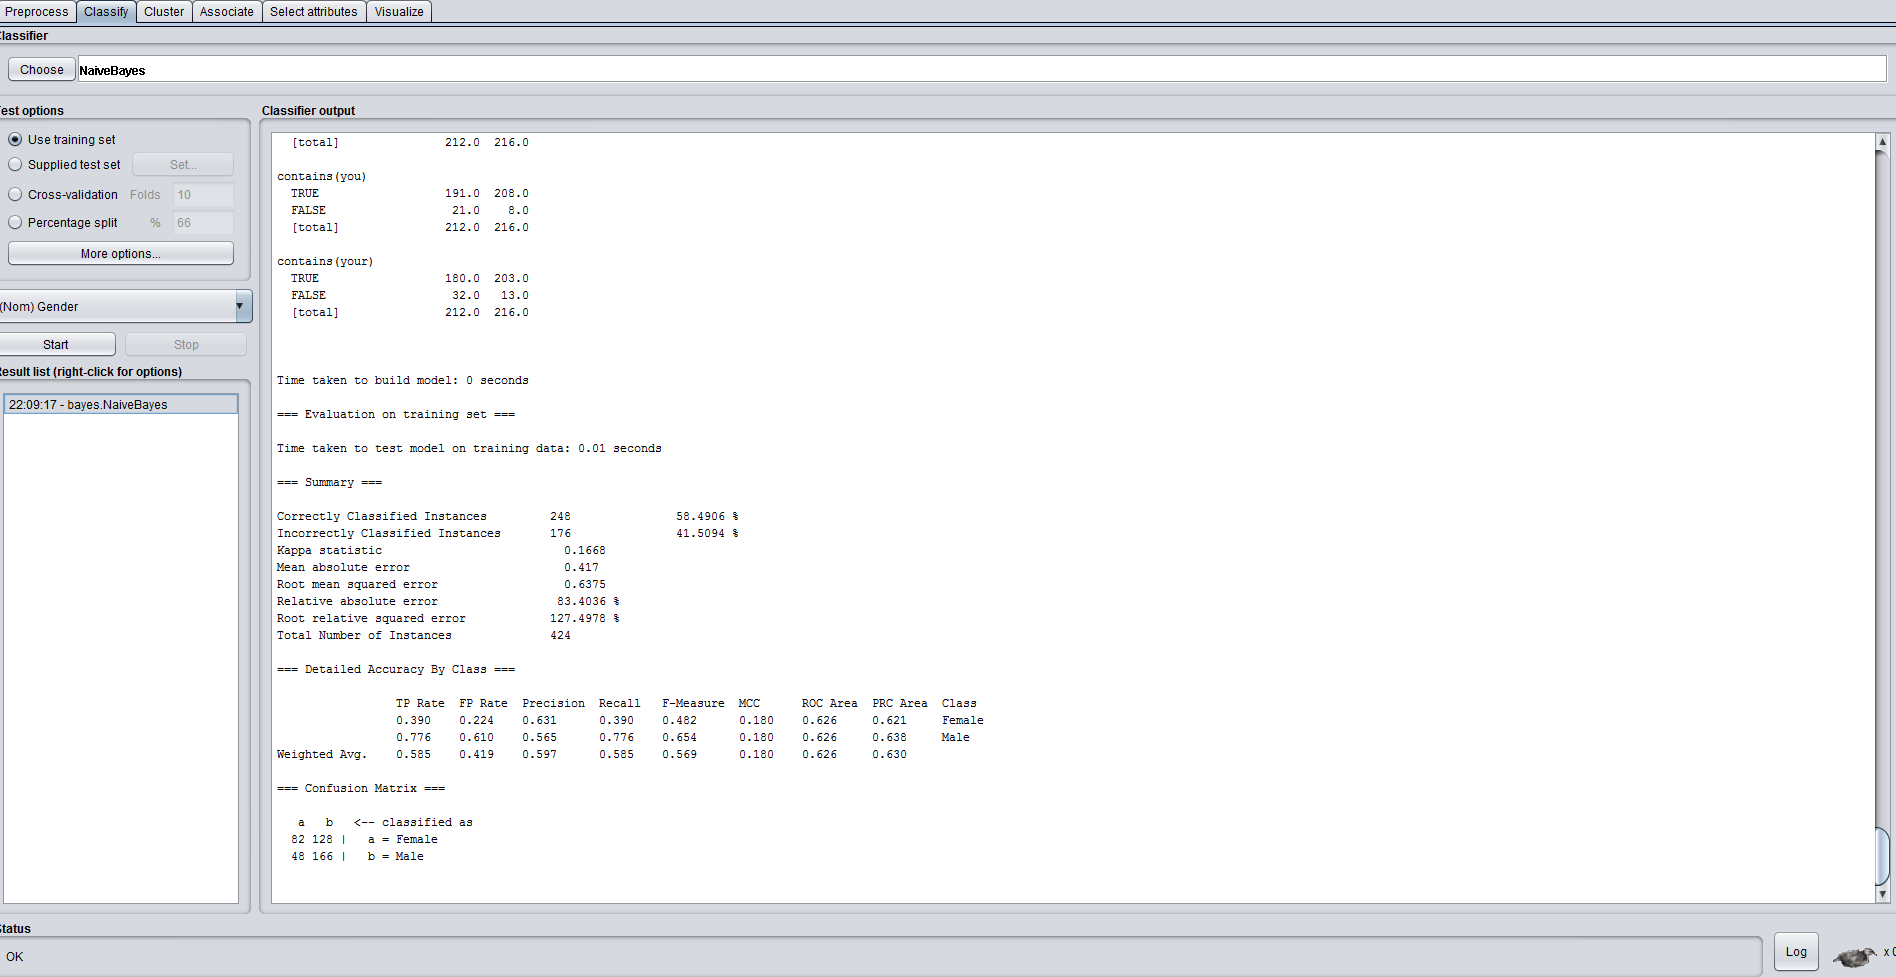 Preprocess Classify Cluster Associate Select attributes Visualize
lassifier
Choose NaiveBayes
est options
Use training set
Supplied test set Set...
Cross-validation Folds 10
Percentage split % 66
More options...
(Nom) Gender
Start Stop
esult list (right-click for options)
22:09:17 - bayes.NaiveBayes
Classifier output
[total] 212.0 216.0
contains(you)
TRUE 191.0 208.0
FALSE 21.0 8.0
[total] 212.0 216.0
contains(your)
TRUE 180.0 203.0
FALSE 32.0 13.0
[total] 212.0 216.0
Time taken to build model: 0 seconds
=== Evaluation on training set ===
Time taken to test model on training data: 0.01 seconds
=== Summary ===
Correctly Classified Instances 248 58.4906 %
Incorrectly Classified Instances 176 41.5094 %
Kappa statistic 0.1668
Mean absolute error 0.417
Root mean squared error 0.6375
Relative absolute error 83.4036 %
Root relative squared error 127.4978 %
Total Number of Instances 424
=== Detailed Accuracy By Class ===
TP Rate FP Rate Precision Recall F-Measure MCC ROC Area PRC Area Class
0.390 0.224 0.631 0.390 0.482 0.180 0.626 0.621 Female
0.776 0.610 0.565 0.776 0.654 0.180 0.626 0.638 Male
Weighted Avg. 0.585 0.419 0.597 0.585 0.569 0.180 0.626 0.630
=== Confusion Matrix ===
a b <-- classified as
82 128 | a = Female
48 166 | b = Male
tatus
OK
Log x 0